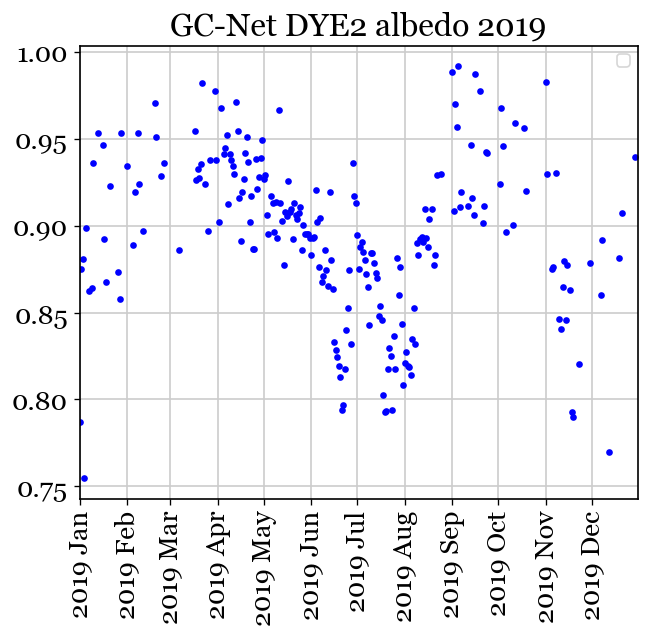 GC-Net DYE2 albedo 2019
1.00
0.95
0.90
0.85
0.80
0.75
2019 Jan
2019 Feb
2019 Mar
2019 Apr
2019 May
2019 Jun
2019 Jul
2019 Aug
2019 Sep
2019 Oct
2019 Nov
2019 Dec